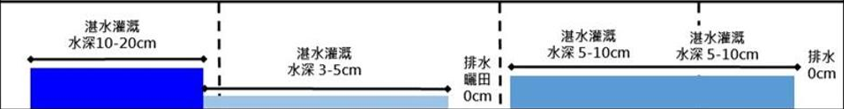 湛水灌溉
水深10-20cm
湛水灌溉
水深 3-5cm
排水
曬田
0cm
湛水灌溉
水深 5-10cm
湛水灌溉
水深 5-10cm
排水
0cm